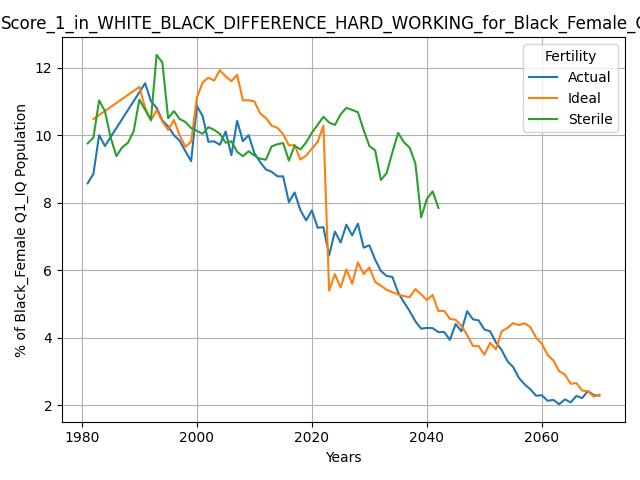 Score_1_in_WHITE_BLACK_DIFFERENCE_HARD_WORKING_for_Black_Female_
Fertility
Actual
Ideal
Sterile
% of Black_Female Q1_IQ Population
12
10
8
6
4
2
1980
2000
2020
2040
2060
Years